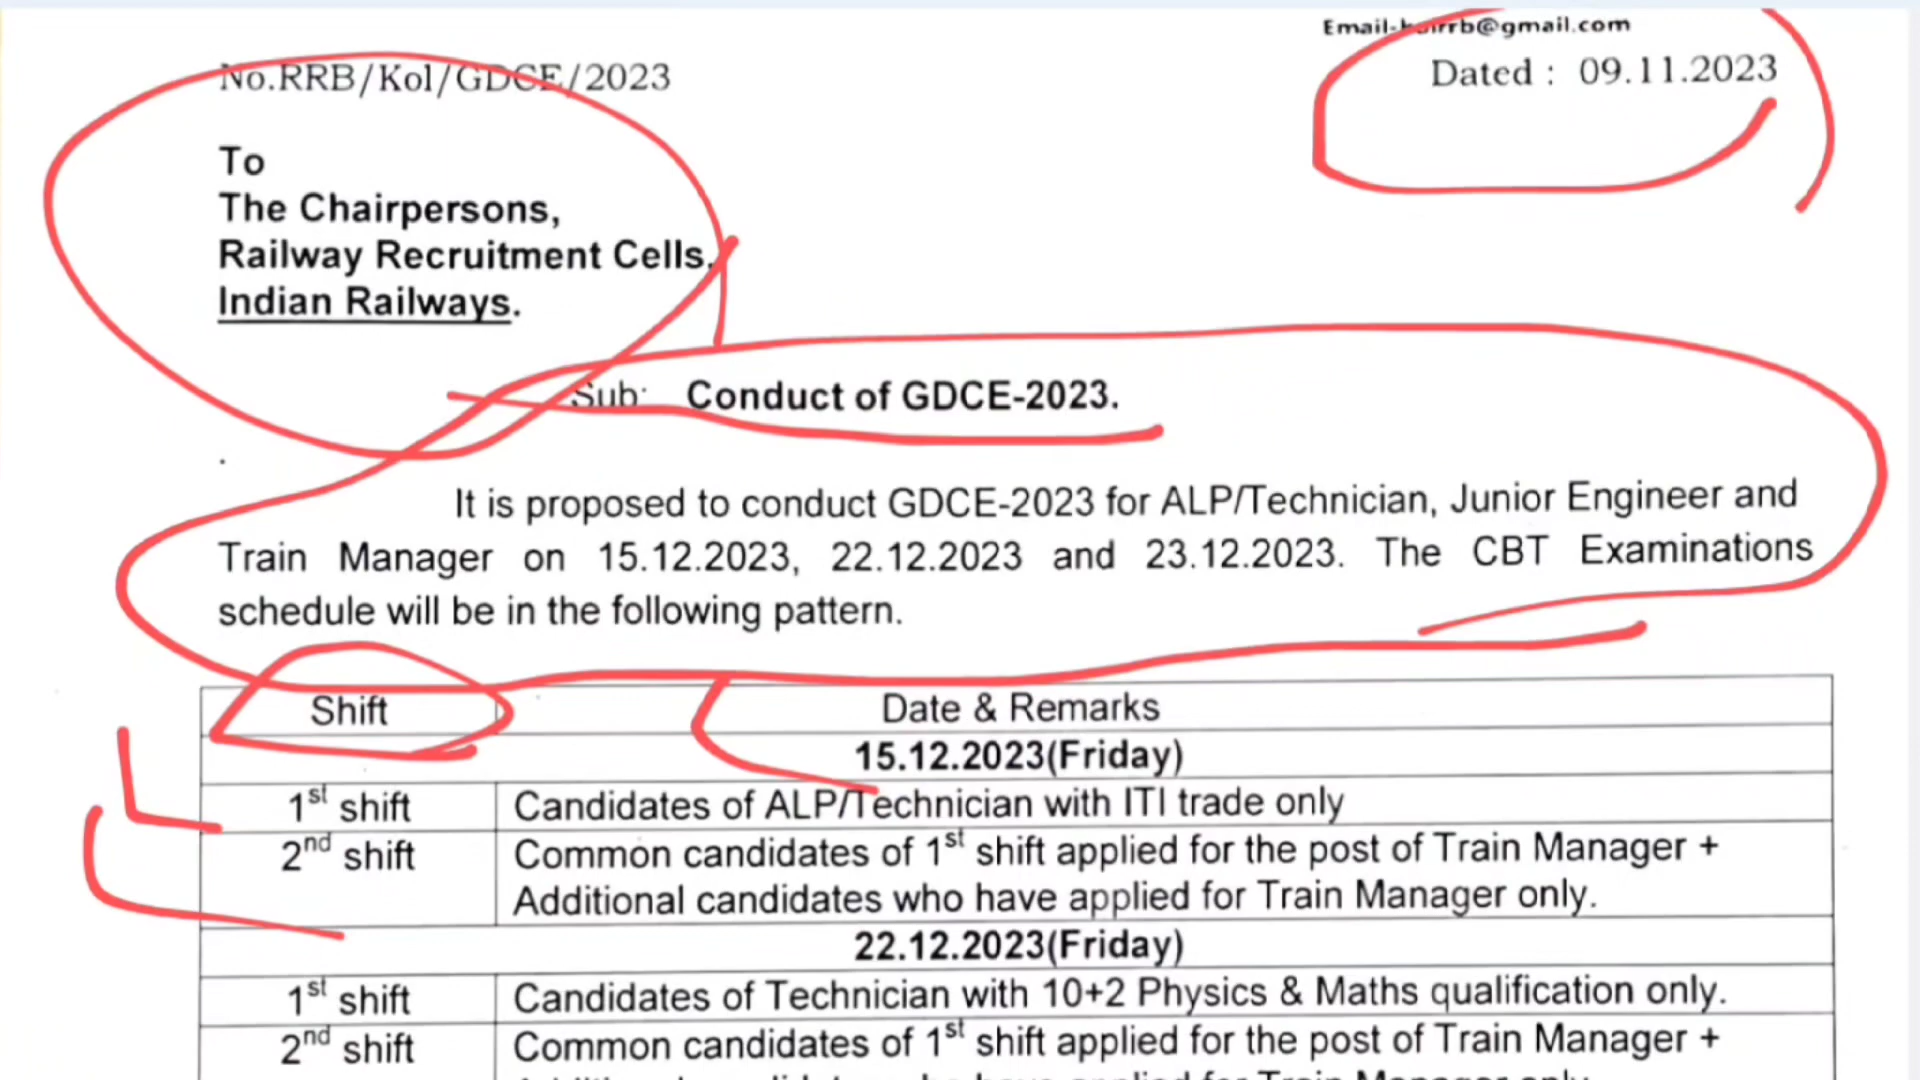 No.RRB/Kol/GDCE/2023
@gmail.com
Dated : 09.11.2023
To
The Chairpersons,
Railway Recruitment Cells.
Indian Railways.
Sub: Conduct of GDCE-2023.
It is proposed to conduct GDCE-2023 for ALP/Technician, Junior Engineer and
Train Manager on 15.12.2023, 22.12.2023 and 23.12.2023. The CBT Examinations
schedule will be in the following pattern.
Shift Date & Remarks
15.12.2023(Friday)
1st shift Candidates of ALP/Technician with ITI trade only
2nd shift Common candidates of 1st shift applied for the post of Train Manager +
Additional candidates who have applied for Train Manager only.
22.12.2023(Friday)
1st shift Candidates of Technician with 10+2 Physics & Maths qualification only.
2nd shift Common candidates of 1st shift applied for the post of Train Manager +